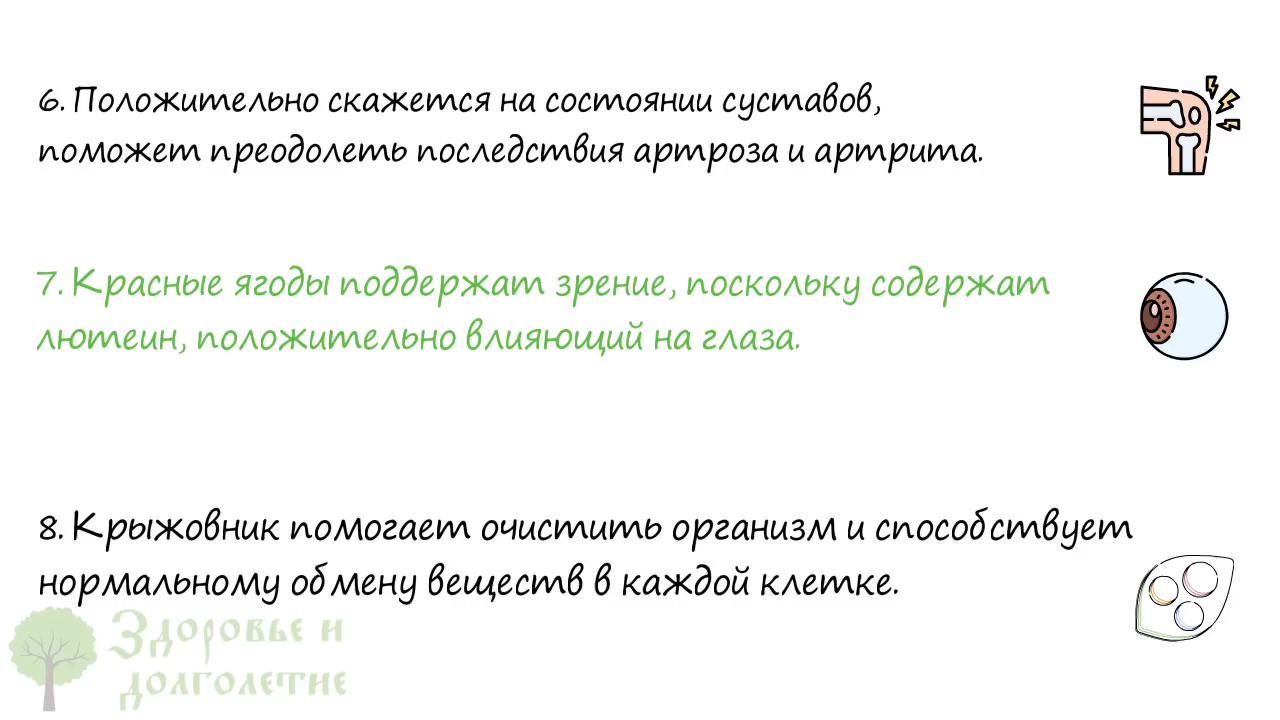 6. Положительно скажется на состоянии суставов,
поможет преодолеть последствия артроза и артрита.
7. Красные ягоды поддержат зрение, поскольку содержат
лютеин, положительно влияющий на глаза.
8. Крыжовник помогает очистить организм и способствует
нормальному обмену веществ в каждой клетке.
Здоровье и
долголетие